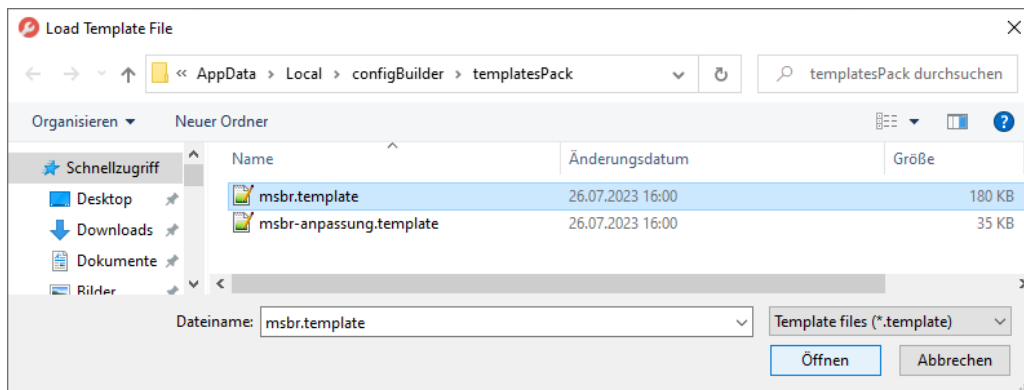 Load Template File
« AppData › Local › configBuilder › templatesPack
templatesPack durchsuchen
Organisieren
Neuer Ordner
Schnellzugriff
Desktop
Downloads
Dokumente
Bilder
Name Änderungsdatum Größe
msbr.template 26.07.2023 16:00 180 KB
msbr-anpassung.template 26.07.2023 16:00 35 KB
Dateiname: msbr.template
Template files (*.template)
Öffnen
Abbrechen